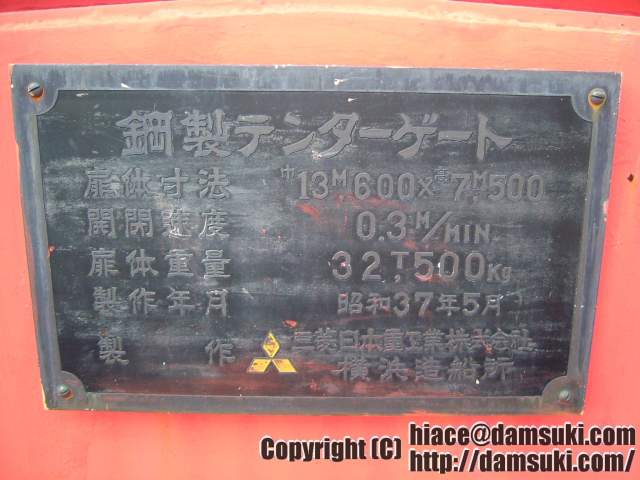 鋼製テンターゲート
扉体寸法 巾13M600×高7M500
開閉速度 0.3M/MIN
扉体重量 32T500Kg
製作年月 昭和37年5月
製作 三菱日本重工業株式会社
横浜造船所
Copyright (C) hiace@damsuki.com
http://damsuki.com/